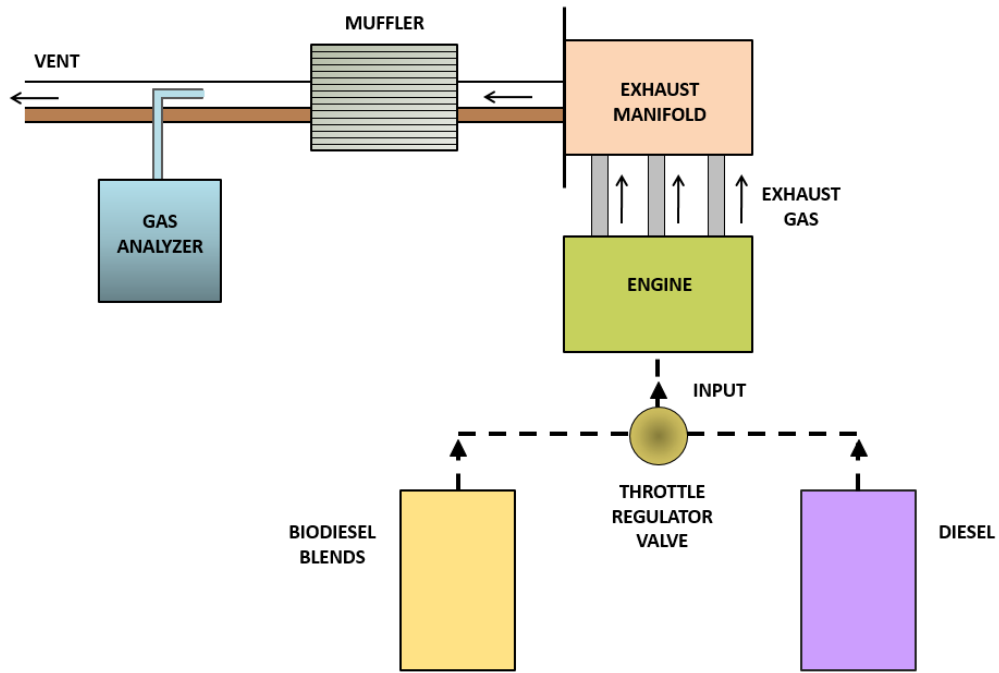 MUFFLER
VENT
EXHAUST
MANIFOLD
GAS
ANALYZER
EXHAUST
GAS
ENGINE
INPUT
THROTTLE
REGULATOR
VALVE
BIODIESEL
BLENDS
DIESEL